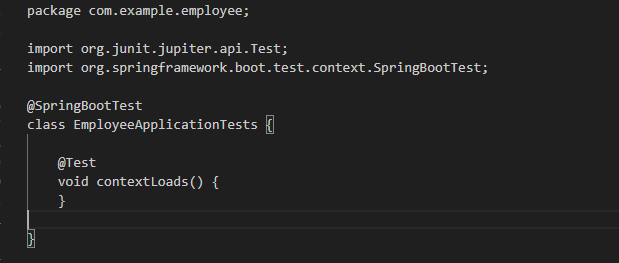 package com.example.employee;
import org.junit.jupiter.api.Test;
import org.springframework.boot.test.context.SpringBootTest;
@SpringBootTest
class EmployeeApplicationTests {
@Test
void contextLoads() {
}
}